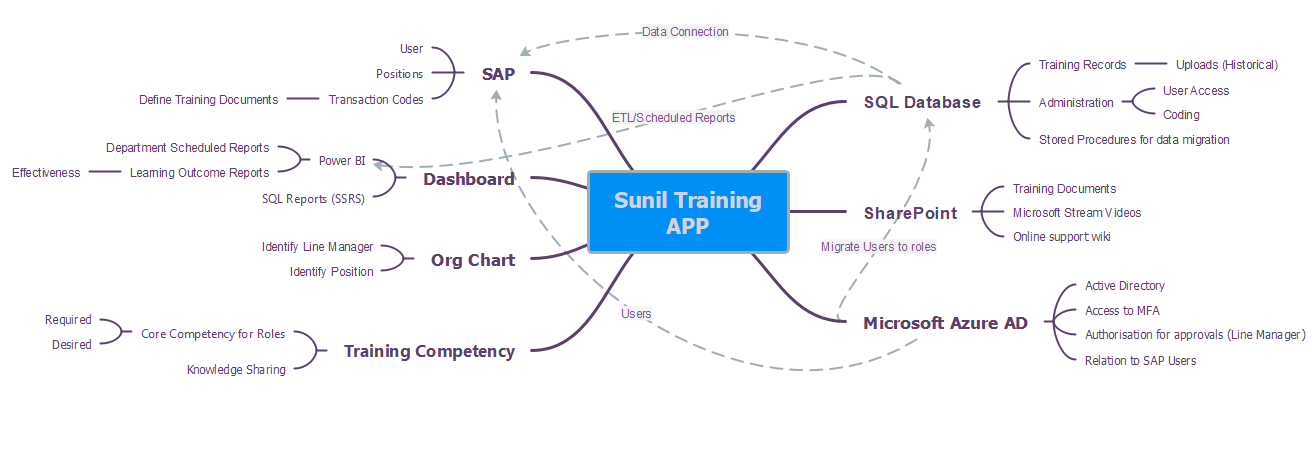 Sunil Training
APP
SAP
User
Positions
Transaction Codes
Define Training Documents
Dashboard
Power BI
Department Scheduled Reports
Learning Outcome Reports
Effectiveness
SQL Reports (SSRS)
Org Chart
Identify Line Manager
Identify Position
Training Competency
Core Competency for Roles
Required
Desired
Knowledge Sharing
SQL Database
Training Records
Uploads (Historical)
Administration
User Access
Coding
Stored Procedures for data migration
SharePoint
Training Documents
Microsoft Stream Videos
Online support wiki
Microsoft Azure AD
Active Directory
Access to MFA
Authorisation for approvals (Line Manager)
Relation to SAP Users
Data Connection
ETL/Scheduled Reports
Migrate Users to roles
Users